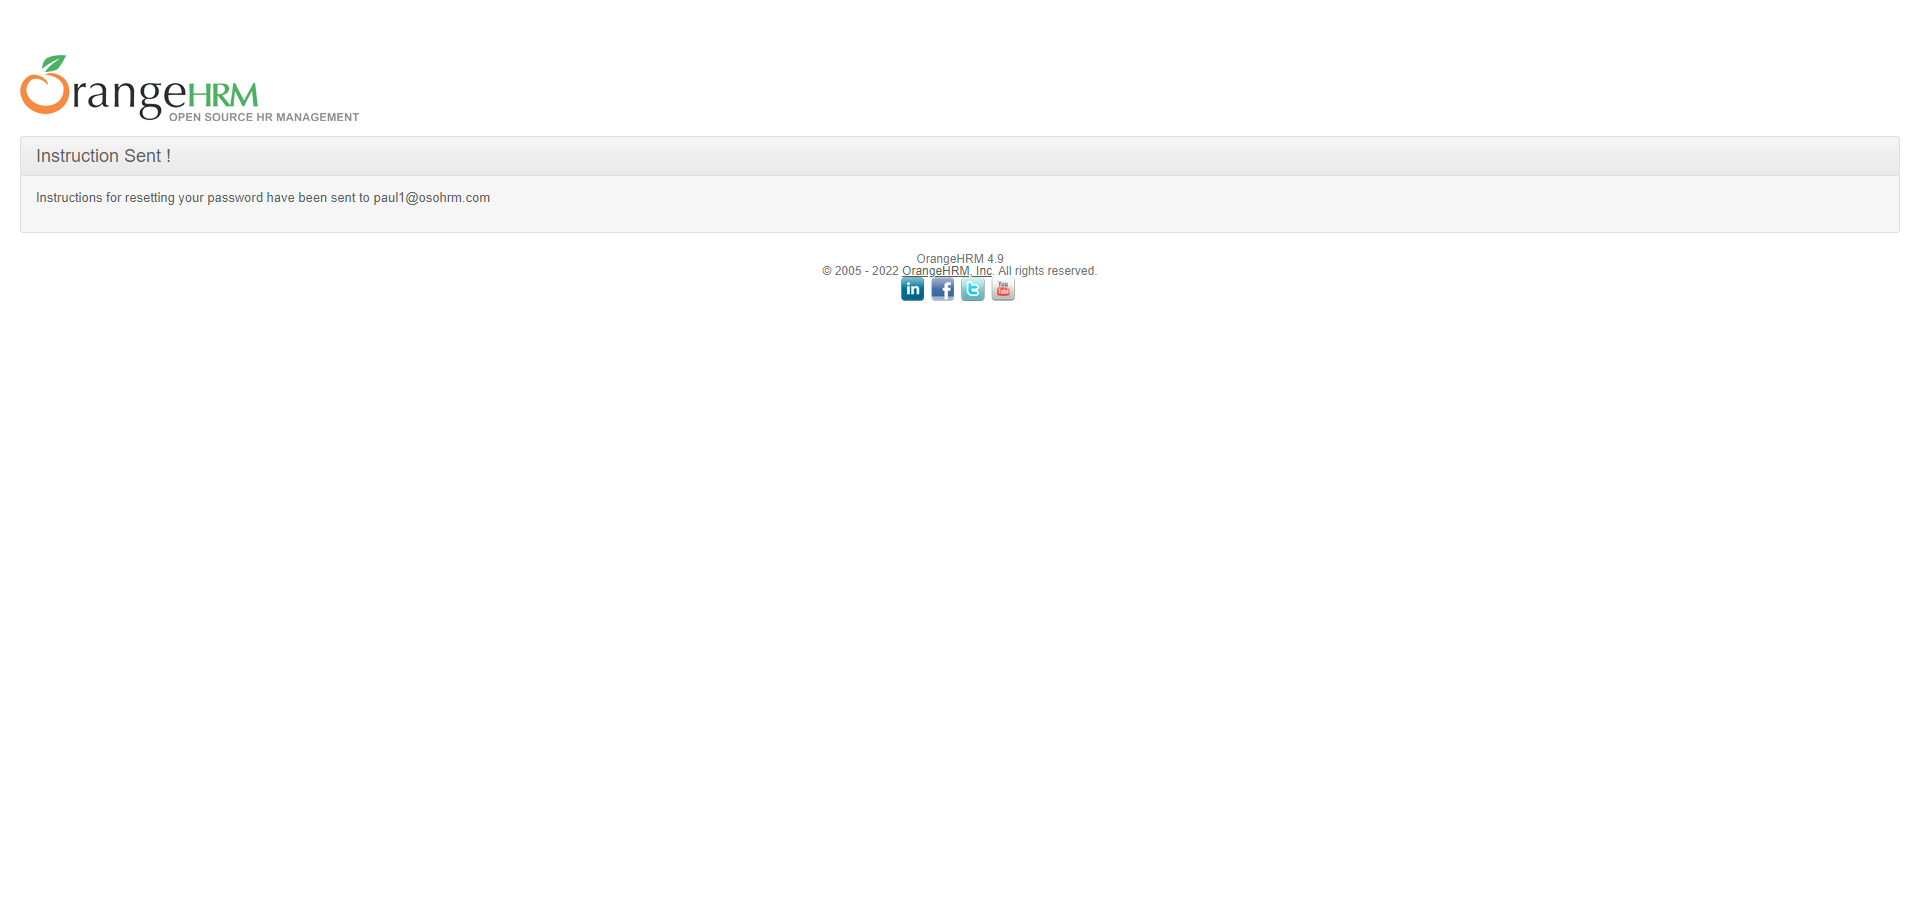 OrangeHRM
OPEN SOURCE HR MANAGEMENT
Instruction Sent !
Instructions for resetting your password have been sent to paul1@osohrm.com
OrangeHRM 4.9
© 2005 - 2022 OrangeHRM, Inc. All rights reserved.
in f t You Tube